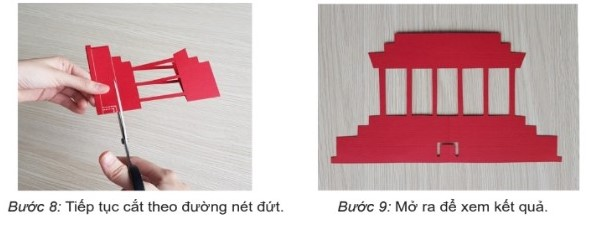 Bước 8: Tiếp tục cắt theo đường nét đứt.
Bước 9: Mở ra để xem kết quả.